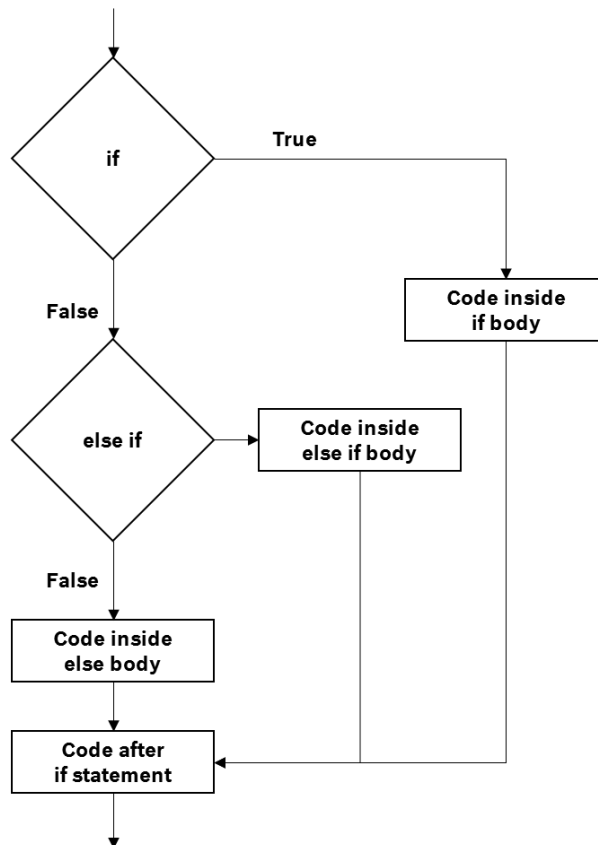 if
True
False
Code inside
if body
else if
Code inside
else if body
False
Code inside
else body
Code after
if statement